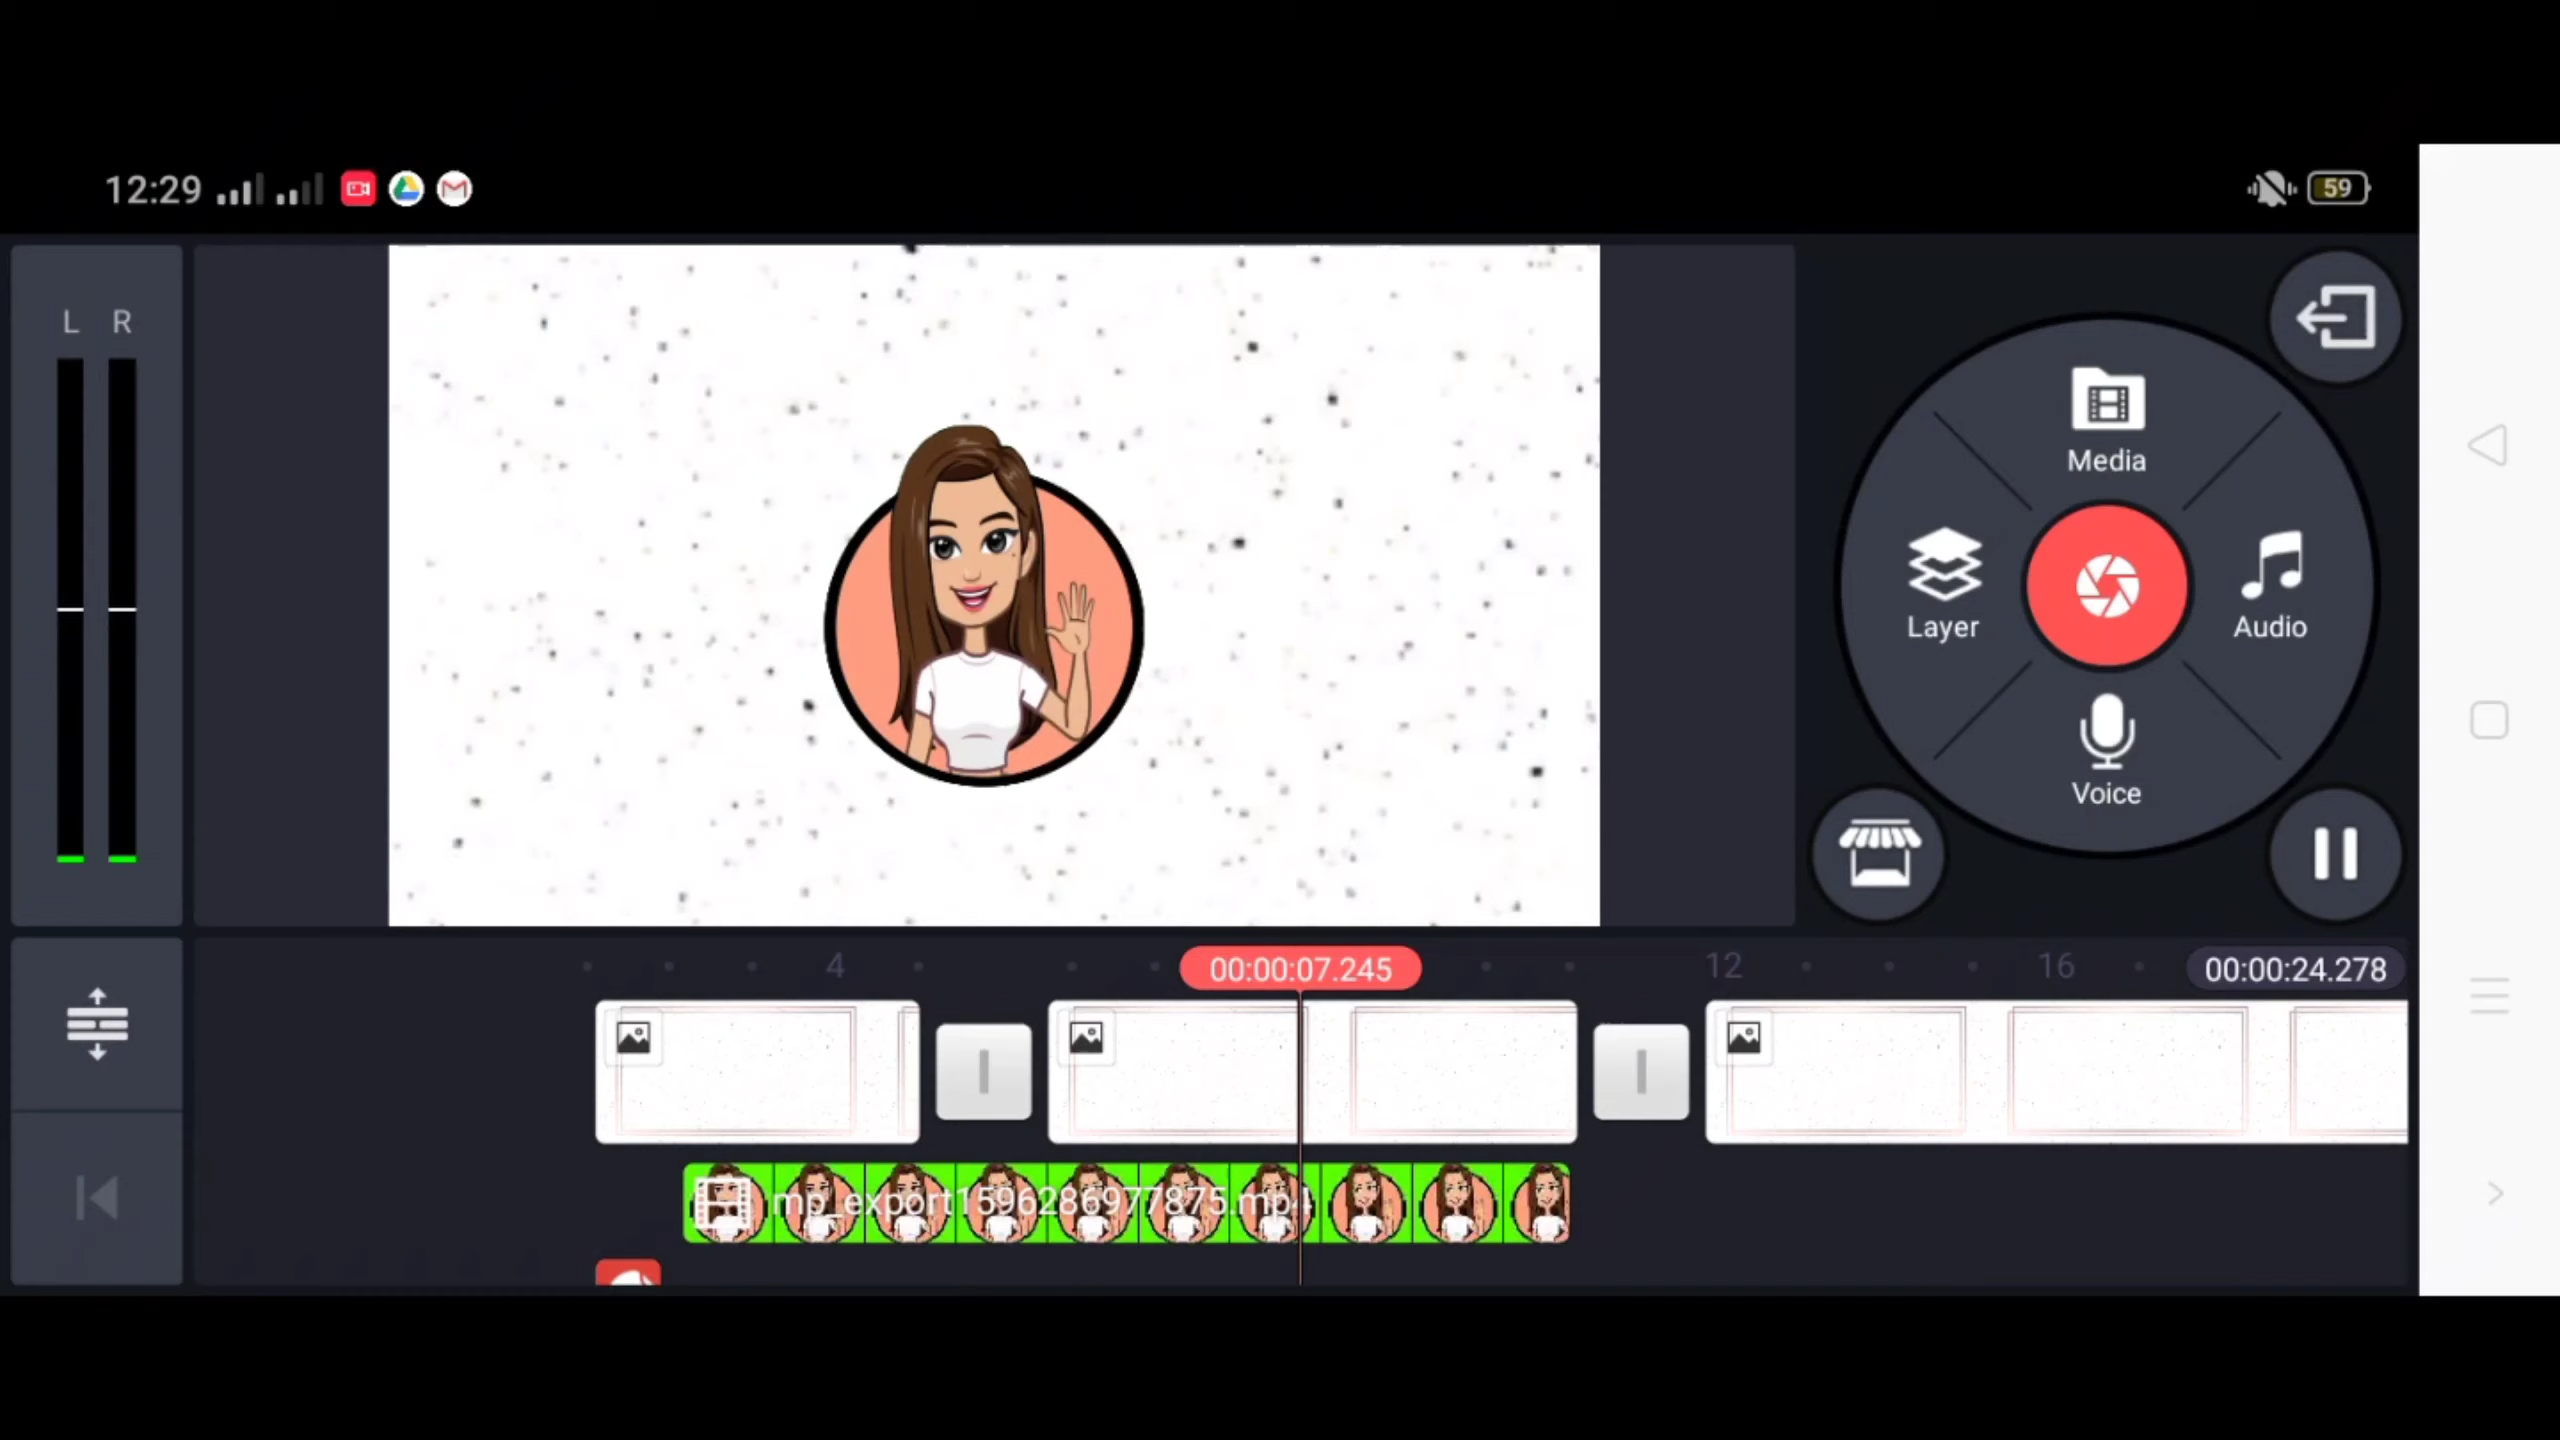 12:29
59
L R
Media
Layer
Audio
Voice
4
00:00:07.245
12
16
00:00:24.278
mp_export1596286977875.mp4